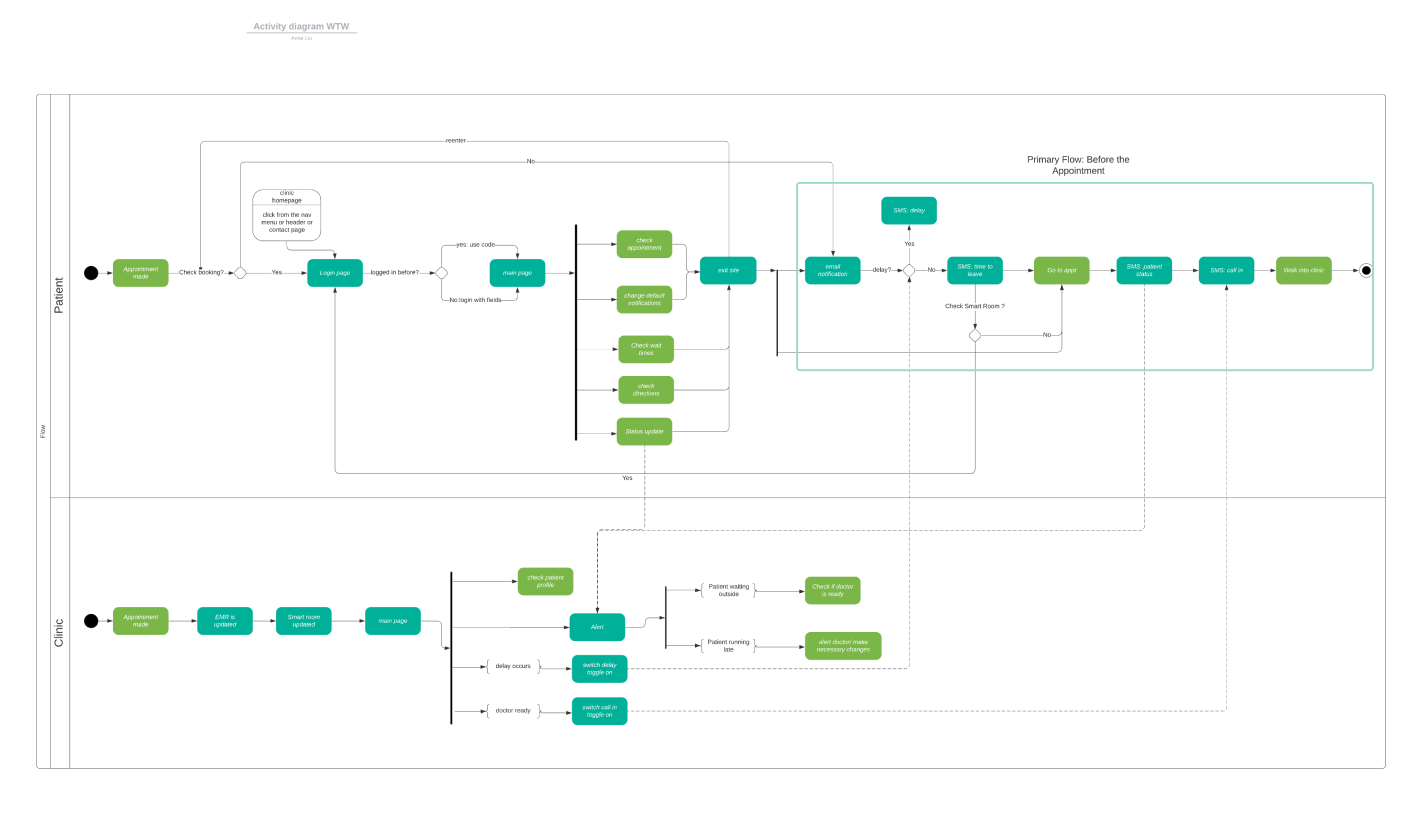 Activity diagram WTW
Annie Liu
Flow
Patient
Clinic
reenter
No
Primary Flow: Before the
Appointment
clinic
homepage
click from the nav
menu or header or
contact page
Appointment
made
Check booking?
Yes
Login page
logged in before?
yes: use code
No:login with fields
main page
check
appointment
change default
notifications
Check wait
times
check
directions
Status update
exit site
email
notification
delay?
Yes
SMS: delay
No
SMS: time to
leave
Check Smart Room ?
No
Go to appt
SMS: patient
status
SMS: call in
Walk into clinic
Yes
Appointment
made
EMR is
updated
Smart room
updated
main page
check patient
profile
Alert
Patient waiting
outside
Check if doctor
is ready
Patient running
late
alert doctor/ make
necessary changes
delay occurs
switch delay
toggle on
doctor ready
switch call in
toggle on